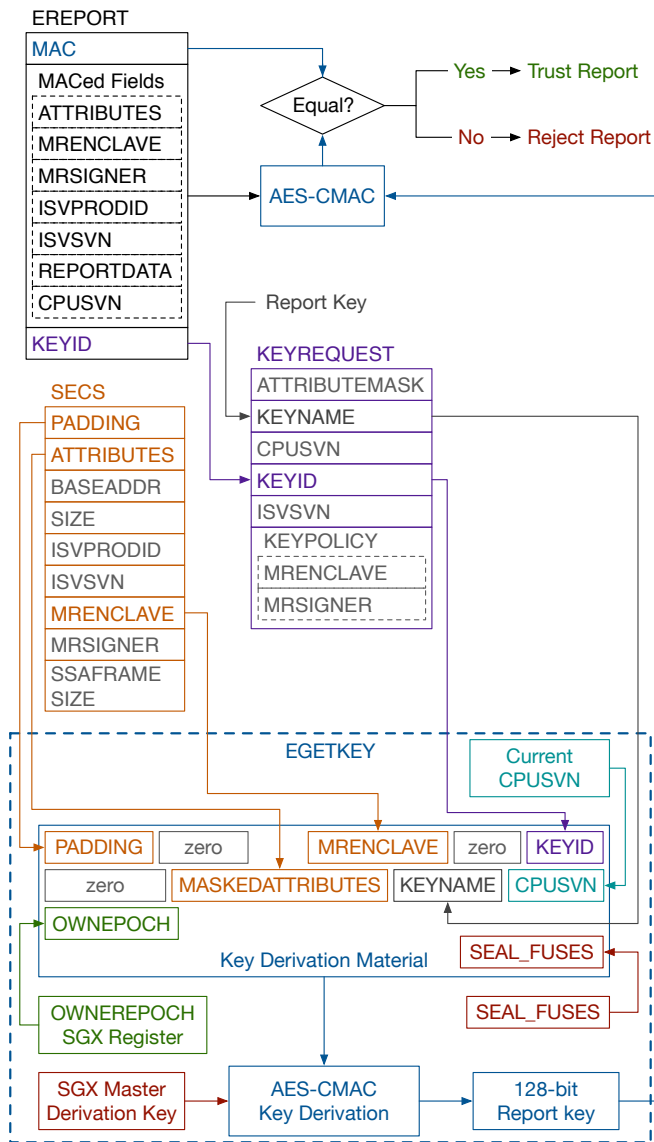 EREPORT
MAC
MACed Fields
ATTRIBUTES
MRENCLAVE
MRSIGNER
ISVPRODID
ISVSVN
REPORTDATA
CPUSVN
KEYID
Equal?
Yes
Trust Report
No
Reject Report
AES-CMAC
Report Key
KEYREQUEST
ATTRIBUTEMASK
KEYNAME
CPUSVN
KEYID
ISVSVN
KEYPOLICY
MRENCLAVE
MRSIGNER
SECS
PADDING
ATTRIBUTES
BASEADDR
SIZE
ISVPRODID
ISVSVN
MRENCLAVE
MRSIGNER
SSAFRAME
SIZE
EGETKEY
Current
CPUSVN
PADDING
zero
MRENCLAVE
zero
KEYID
zero
MASKEDATTRIBUTES
KEYNAME
CPUSVN
OWNEPOCH
Key Derivation Material
SEAL_FUSES
OWNEREPOCH
SGX Register
SEAL_FUSES
SGX Master
Derivation Key
AES-CMAC
Key Derivation
128-bit
Report key